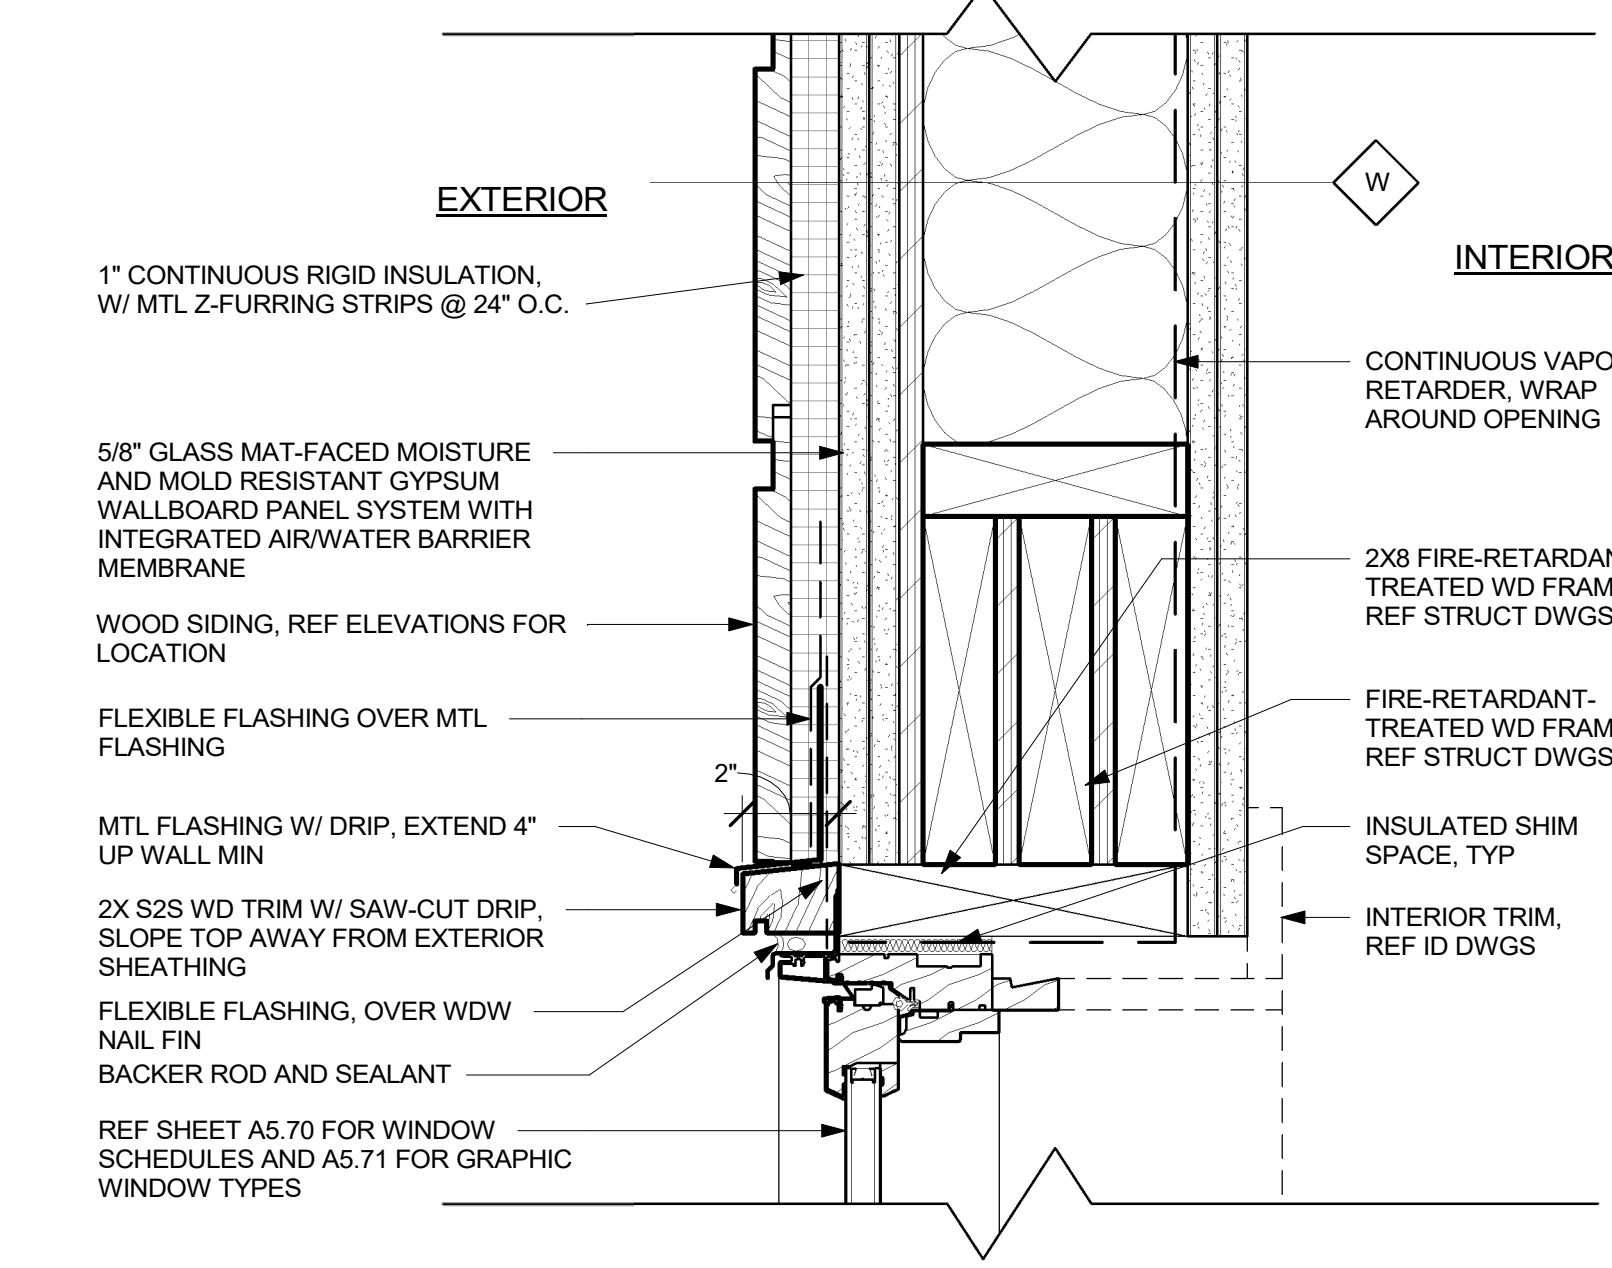 EXTERIOR
1" CONTINUOUS RIGID INSULATION,
W/ MTL Z-FURRING STRIPS @ 24" O.C.
5/8" GLASS MAT-FACED MOISTURE
AND MOLD RESISTANT GYPSUM
WALLBOARD PANEL SYSTEM WITH
INTEGRATED AIR/WATER BARRIER
MEMBRANE
WOOD SIDING, REF ELEVATIONS FOR
LOCATION
FLEXIBLE FLASHING OVER MTL
FLASHING
2"
MTL FLASHING W/ DRIP, EXTEND 4"
UP WALL MIN
2X S2S WD TRIM W/ SAW-CUT DRIP,
SLOPE TOP AWAY FROM EXTERIOR
SHEATHING
FLEXIBLE FLASHING, OVER WDW
NAIL FIN
BACKER ROD AND SEALANT
REF SHEET A5.70 FOR WINDOW
SCHEDULES AND A5.71 FOR GRAPHIC
WINDOW TYPES
W
INTERIOR
CONTINUOUS VAPO
RETARDER, WRAP
AROUND OPENING
2X8 FIRE-RETARDAN
TREATED WD FRAM
REF STRUCT DWGS
FIRE-RETARDANT-
TREATED WD FRAM
REF STRUCT DWGS
INSULATED SHIM
SPACE, TYP
INTERIOR TRIM,
REF ID DWGS